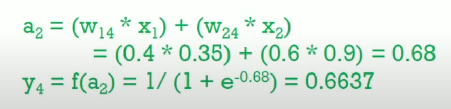 a₂ = (w₁₄ * x₁) + (w₂₄ * x₂)
= (0.4 * 0.35) + (0.6 * 0.9) = 0.68
y₄ = f(a₂) = 1/ (1 + e⁻⁰·⁶⁸) = 0.6637